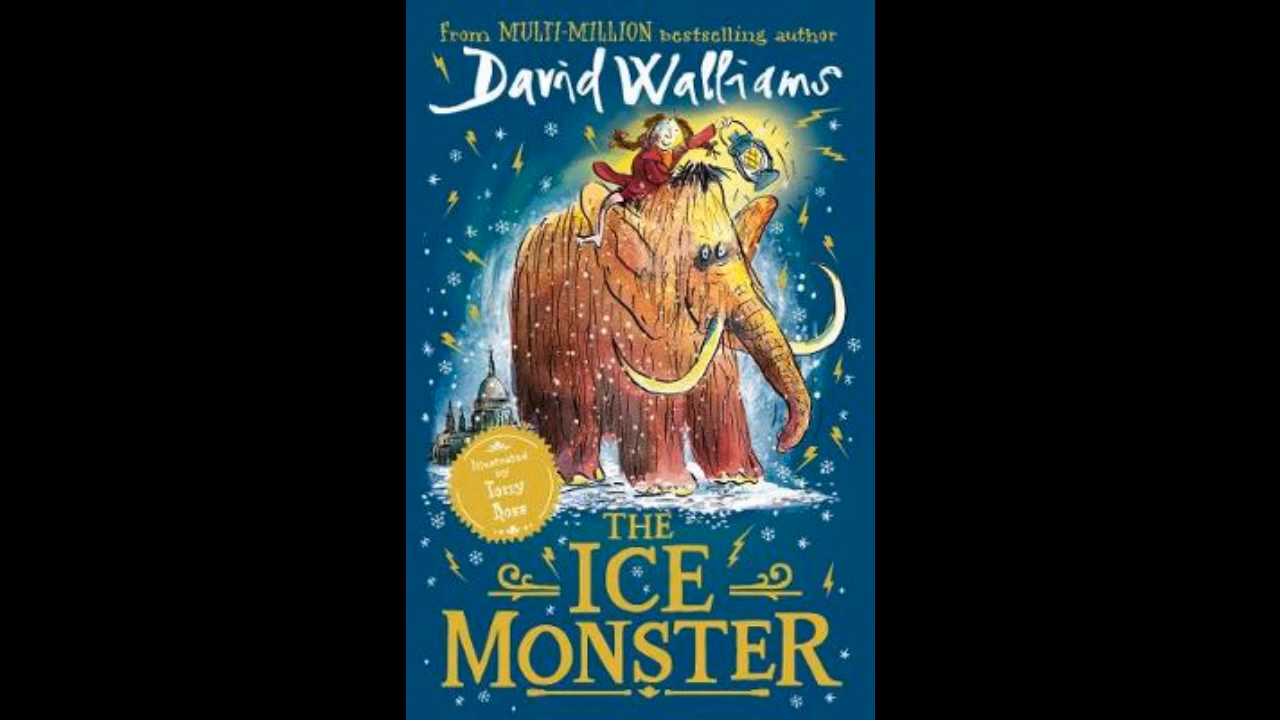 From MULTI-MILLION bestselling author
David Walliams
Illustrated
by
Tony
Ross
THE
ICE
MONSTER